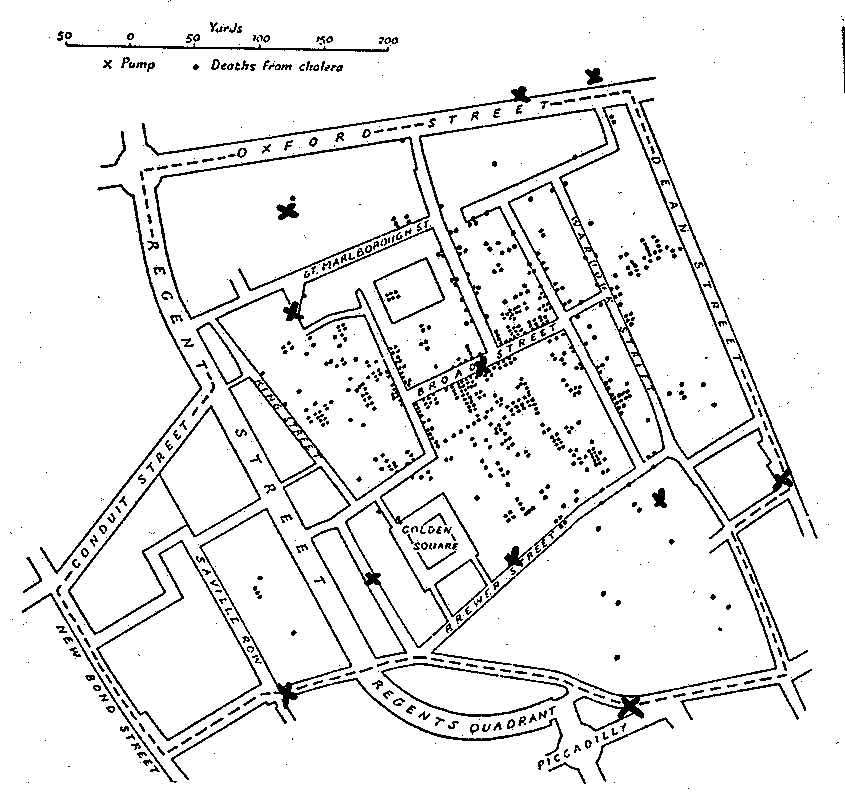 Yards
50 0 50 100 150 200
x Pump • Deaths from cholera
OXFORD STREET
DEAN STREET
REGENT STREET
GT. MARLBOROUGH ST.
WARDOUR STREET
BROAD STREET
KING STREET
CONDUIT STREET
GOLDEN
SQUARE
SAVILLE ROW
BREWER STREET
NEW BOND STREET
REGENTS QUADRANT
PICCADILLY